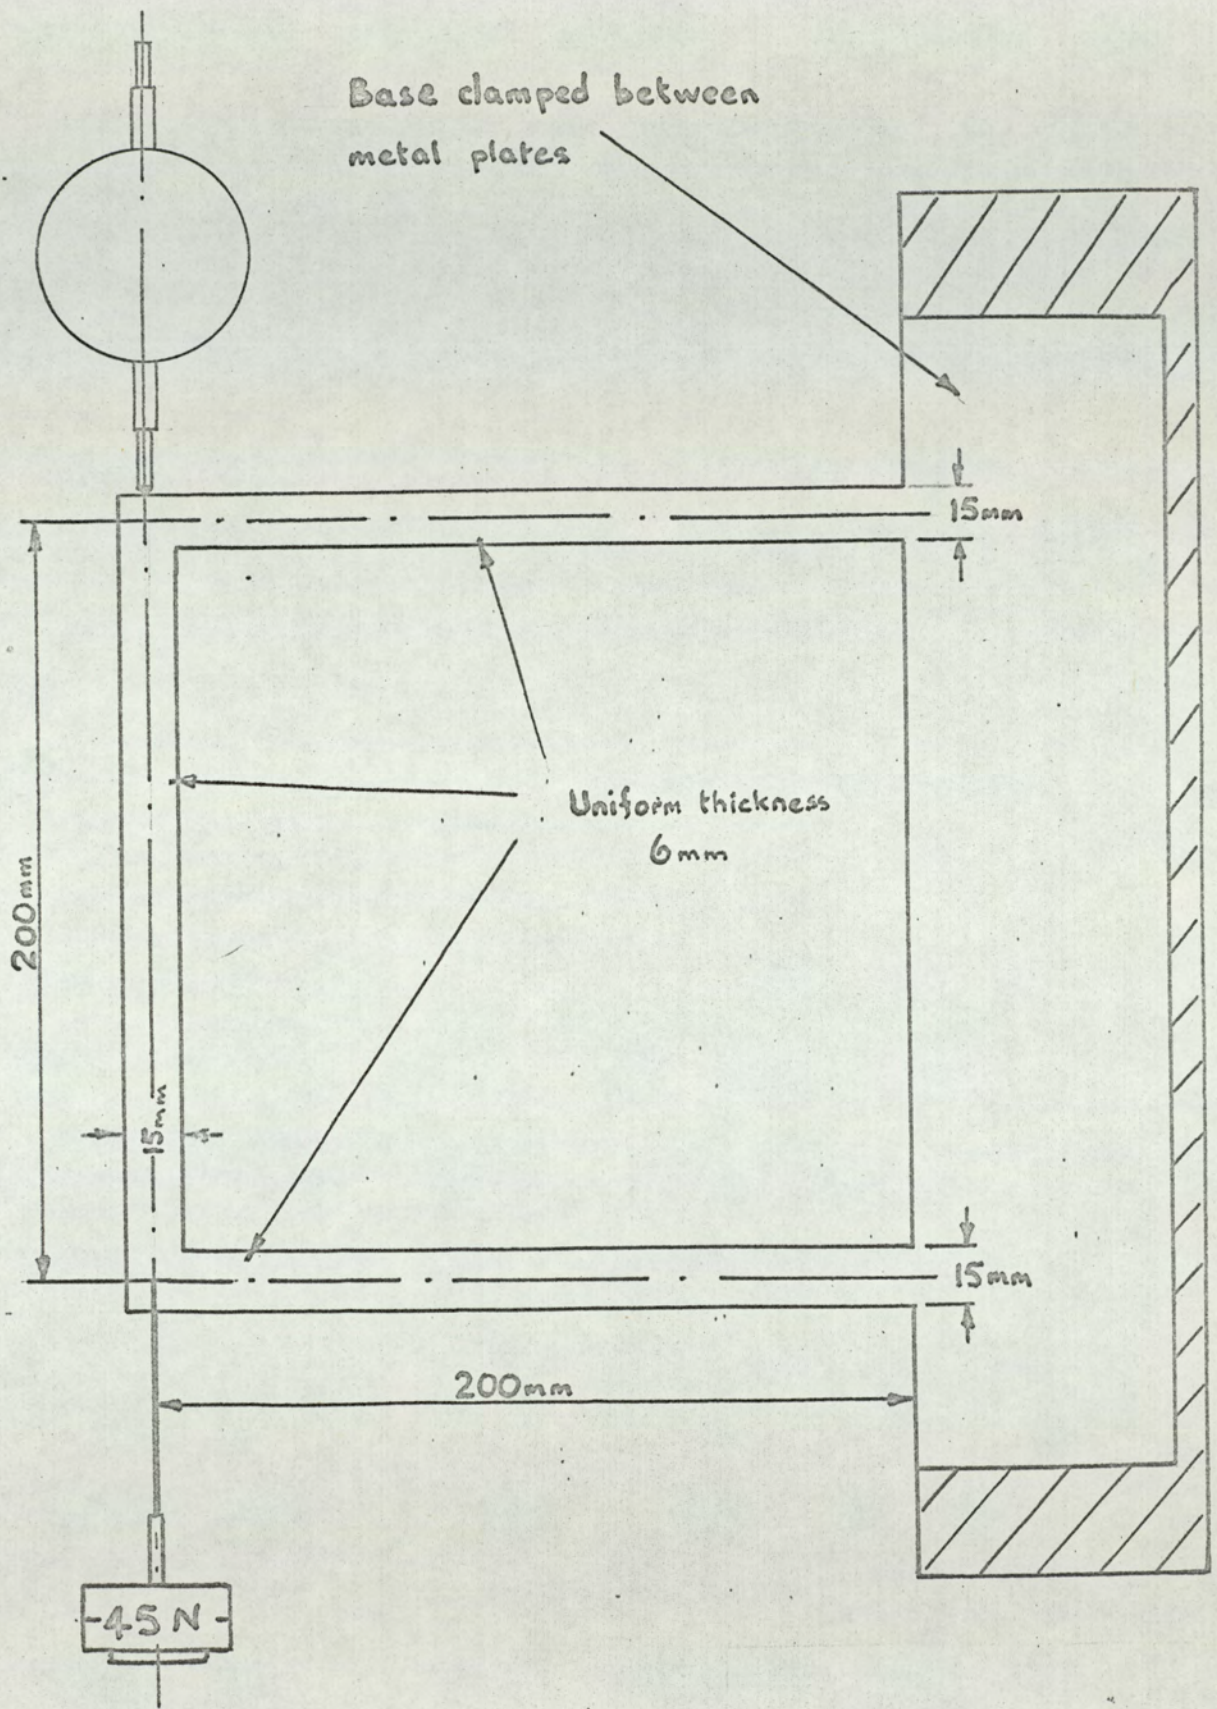 Base clamped between
metal plates
15mm
Uniform thickness
6mm
200mm
15mm
15mm
200mm
45N